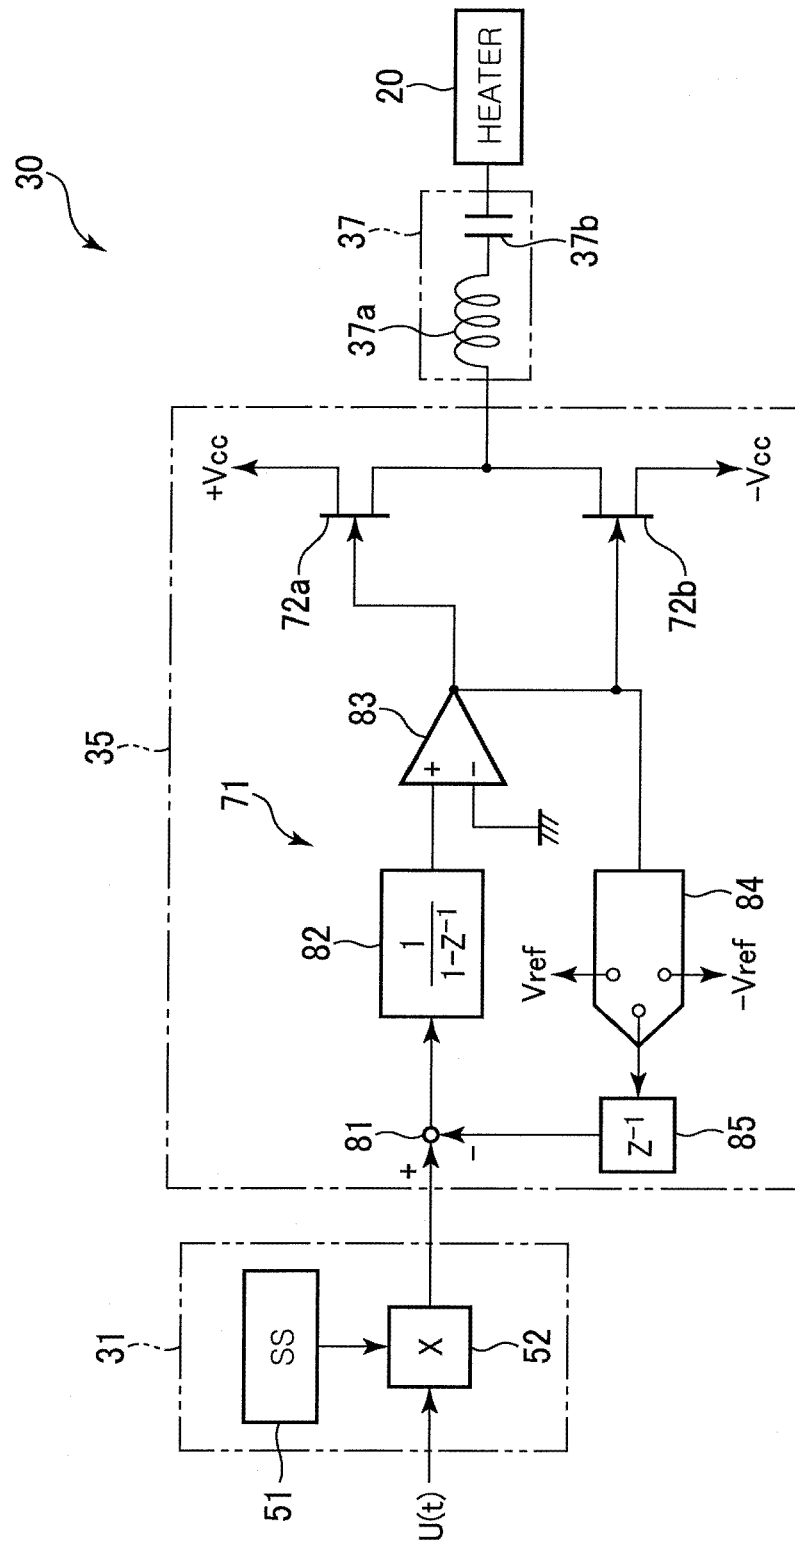 30
20
HEATER
37
37a
37b
35
+Vcc
72a
−Vcc
72b
71
83
+
−
82
1
1−Z⁻¹
84
Vref
−Vref
81
+
−
Z⁻¹
85
31
SS
51
X
52
U(t)